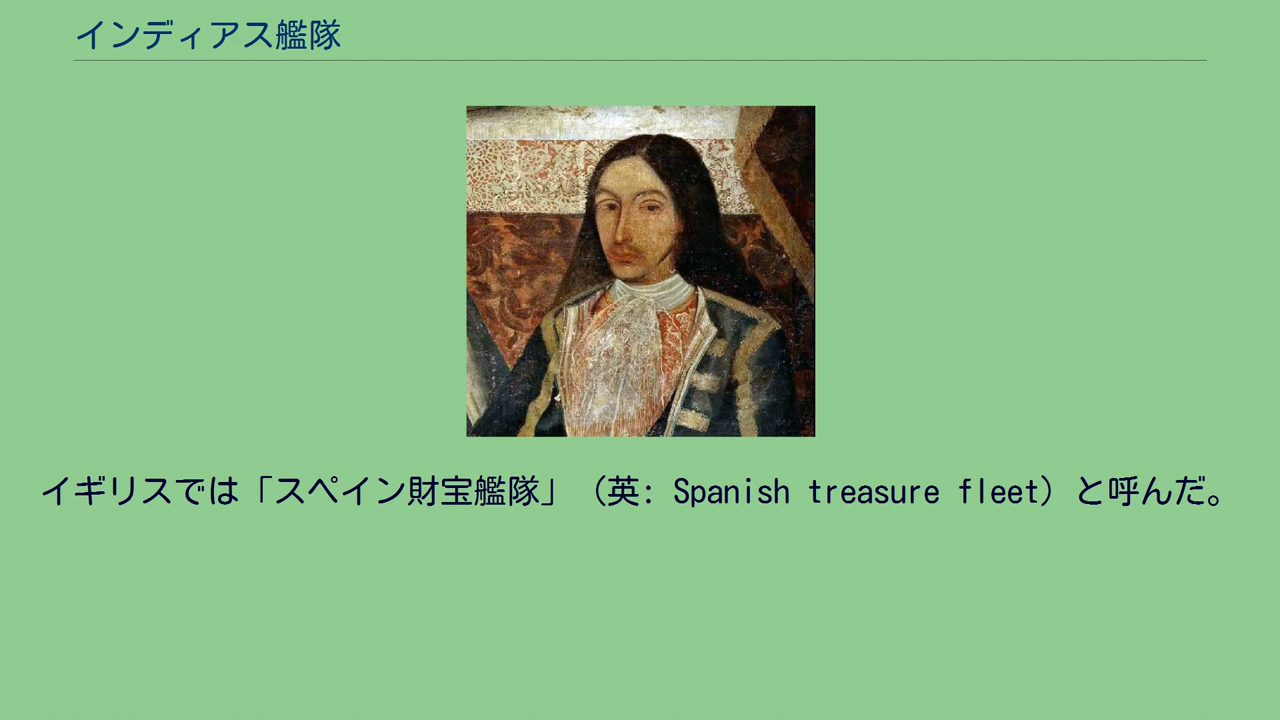 インディアス艦隊
イギリスでは「スペイン財宝艦隊」（英: Spanish treasure fleet）と呼んだ。